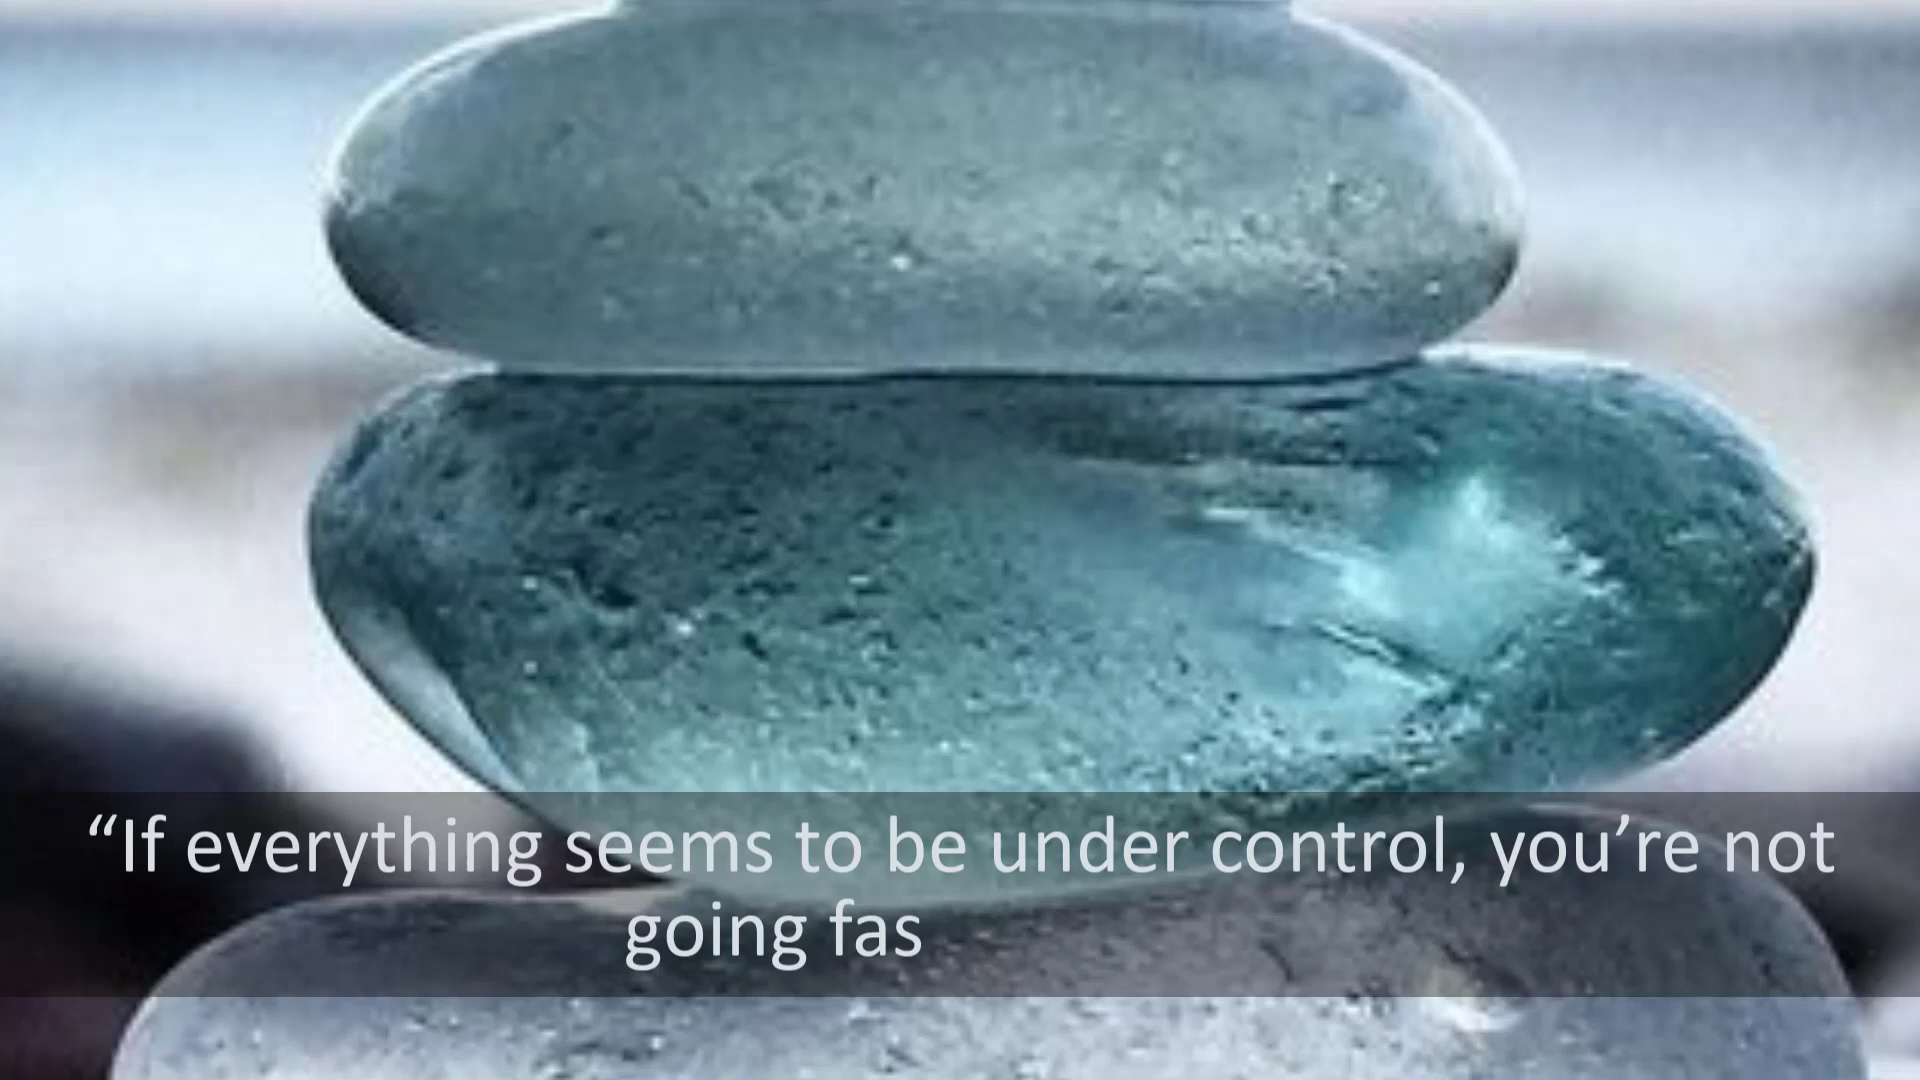 “If everything seems to be under control, you’re not
going fas